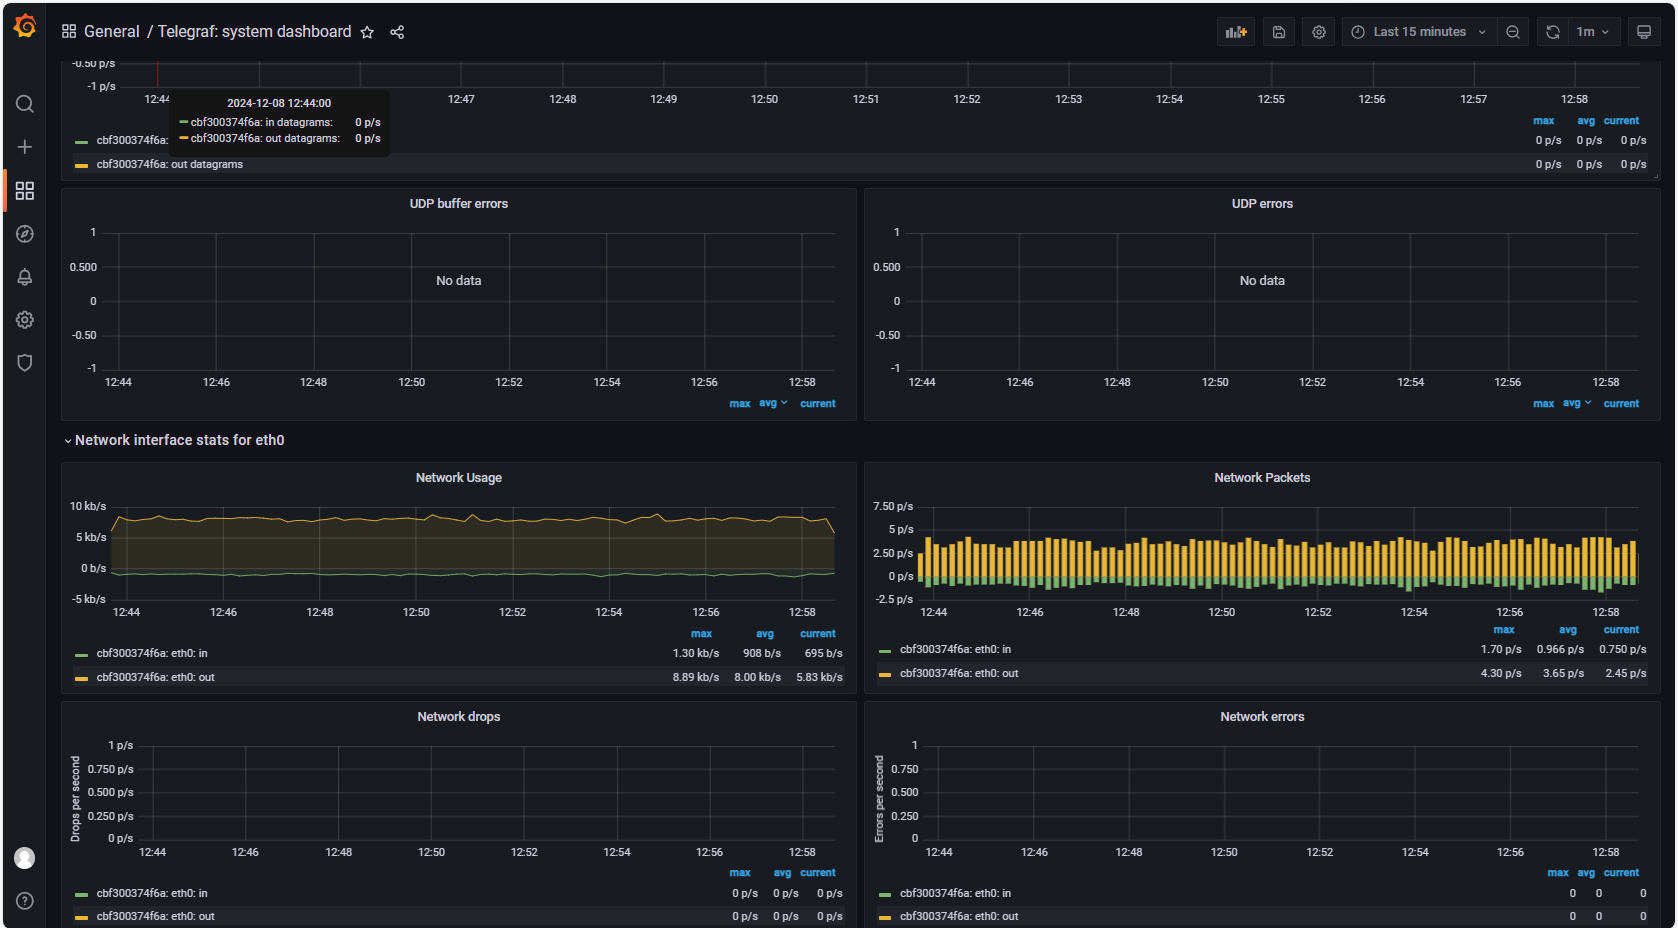 General / Telegraf: system dashboard
Last 15 minutes
1m
-0.50 p/s
-1 p/s
12:44 12:47 12:48 12:49 12:50 12:51 12:52 12:53 12:54 12:55 12:56 12:57 12:58
2024-12-08 12:44:00
cbf300374f6a: in datagrams: 0 p/s
cbf300374f6a: out datagrams: 0 p/s
max avg current
cbf300374f6a: 0 p/s 0 p/s 0 p/s
cbf300374f6a: out datagrams 0 p/s 0 p/s 0 p/s
UDP buffer errors
1
0.500
No data
0
-0.50
-1
12:44 12:46 12:48 12:50 12:52 12:54 12:56 12:58
max avg current
UDP errors
1
0.500
No data
0
-0.50
-1
12:44 12:46 12:48 12:50 12:52 12:54 12:56 12:58
max avg current
Network interface stats for eth0
Network Usage
10 kb/s
5 kb/s
0 b/s
-5 kb/s
12:44 12:46 12:48 12:50 12:52 12:54 12:56 12:58
max avg current
cbf300374f6a: eth0: in 1.30 kb/s 908 b/s 695 b/s
cbf300374f6a: eth0: out 8.89 kb/s 8.00 kb/s 5.83 kb/s
Network Packets
7.50 p/s
5 p/s
2.50 p/s
0 p/s
-2.5 p/s
12:44 12:46 12:48 12:50 12:52 12:54 12:56 12:58
max avg current
cbf300374f6a: eth0: in 1.70 p/s 0.966 p/s 0.750 p/s
cbf300374f6a: eth0: out 4.30 p/s 3.65 p/s 2.45 p/s
Network drops
Drops per second
1 p/s
0.750 p/s
0.500 p/s
0.250 p/s
0 p/s
12:44 12:46 12:48 12:50 12:52 12:54 12:56 12:58
max avg current
cbf300374f6a: eth0: in 0 p/s 0 p/s 0 p/s
cbf300374f6a: eth0: out 0 p/s 0 p/s 0 p/s
Network errors
Errors per second
1
0.750
0.500
0.250
0
12:44 12:46 12:48 12:50 12:52 12:54 12:56 12:58
max avg current
cbf300374f6a: eth0: in 0 0 0
cbf300374f6a: eth0: out 0 0 0